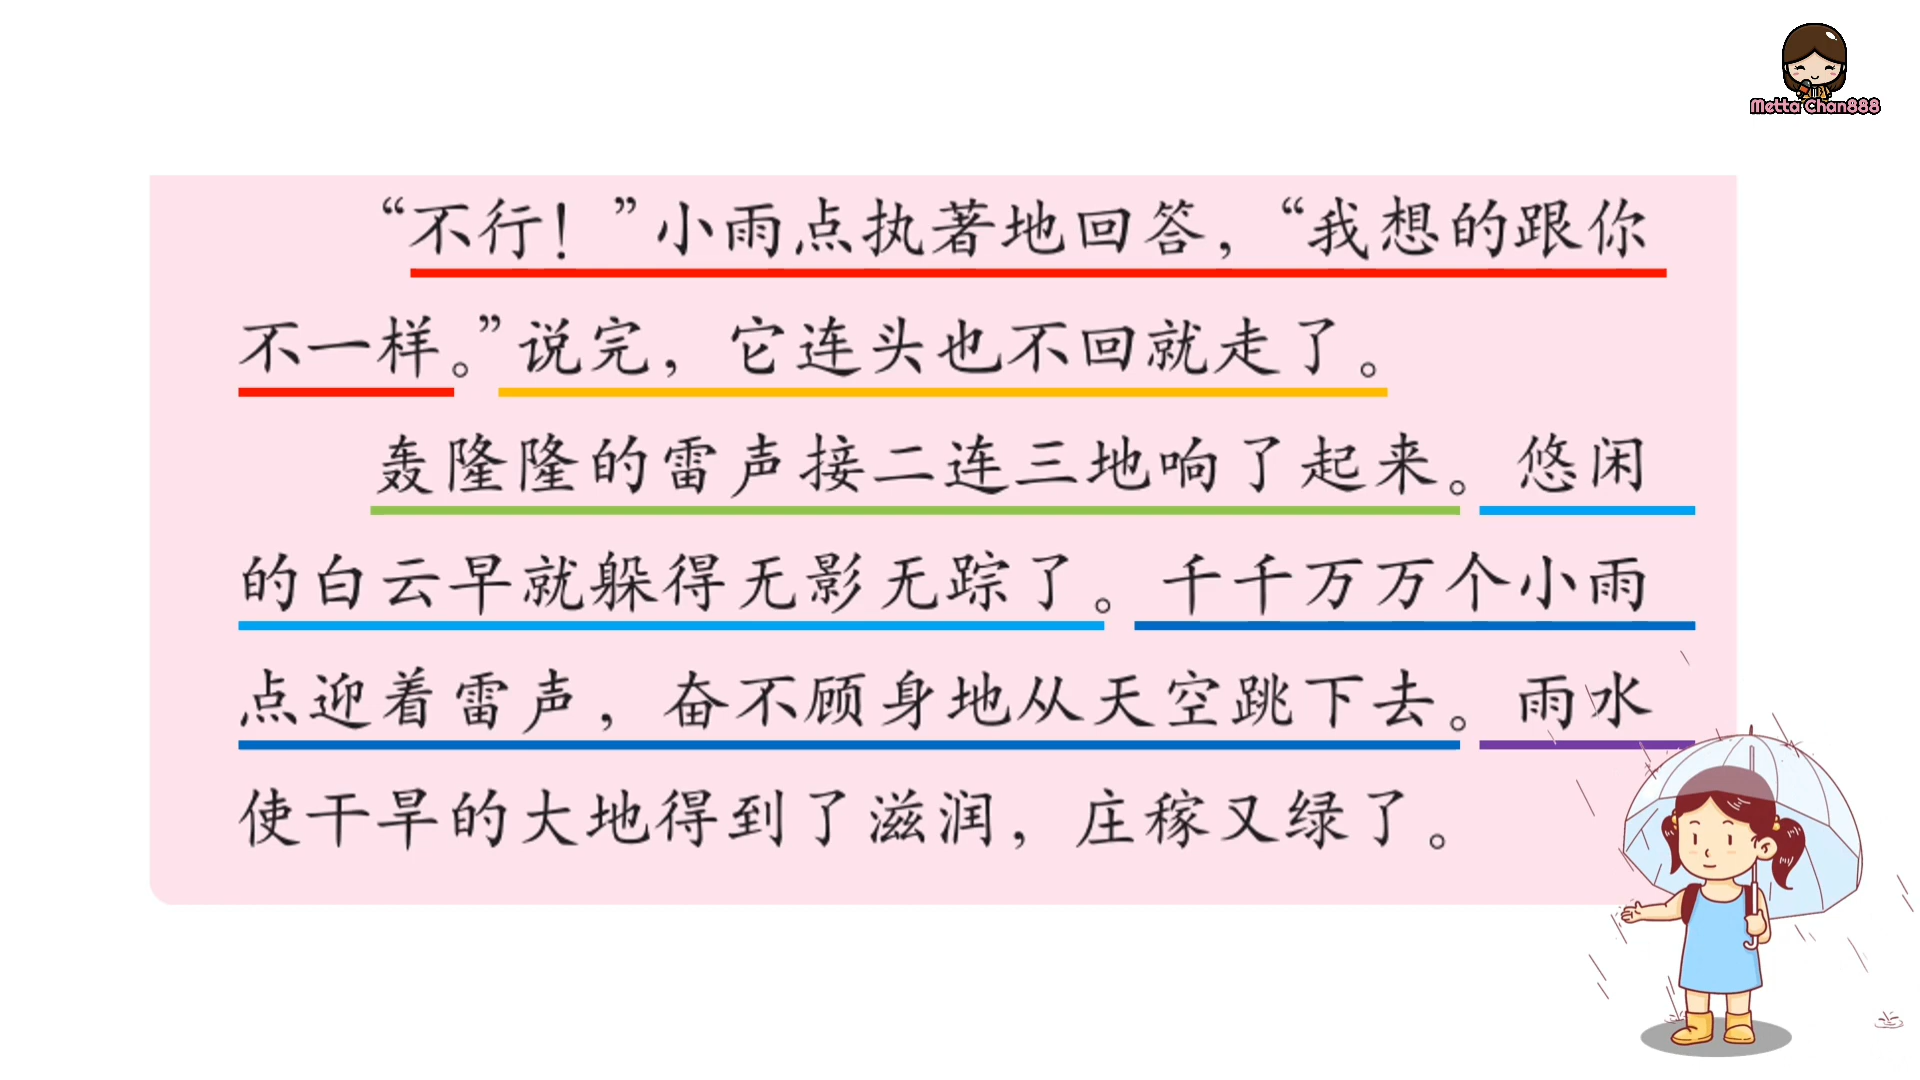 Metta Chan888
“不行！”小雨点执著地回答，“我想的跟你
不一样。”说完，它连头也不回就走了。
轰隆隆的雷声接二连三地响了起来。悠闲
的白云早就躲得无影无踪了。千千万万个小雨
点迎着雷声，奋不顾身地从天空跳下去。雨水
使干旱的大地得到了滋润，庄稼又绿了。